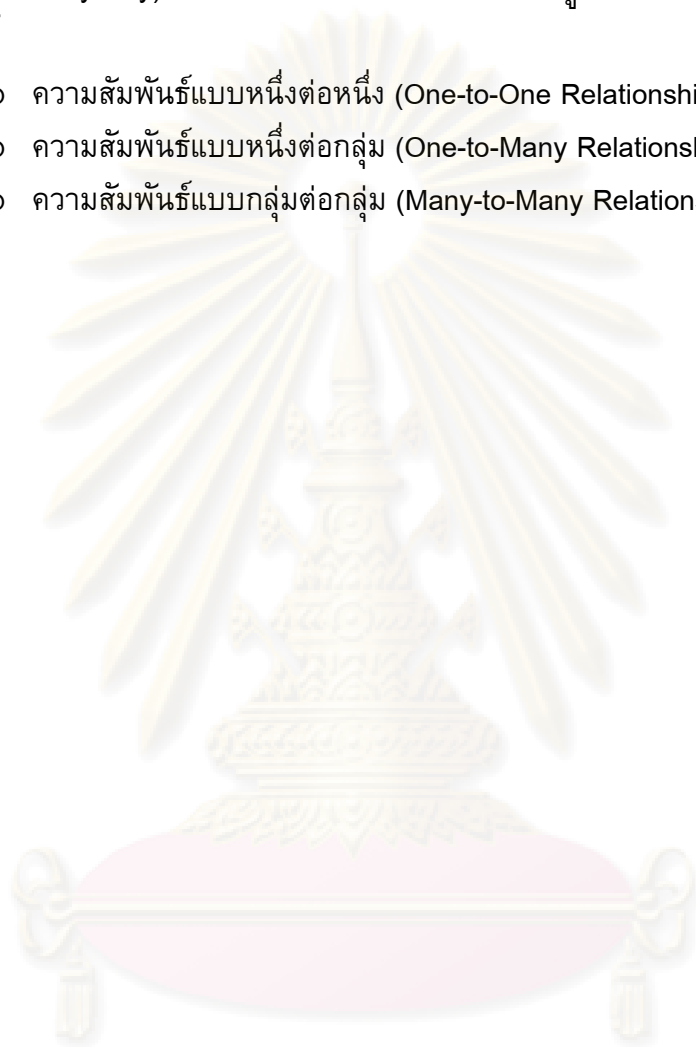 ความสัมพันธ์แบบหนึ่งต่อหนึ่ง (One-to-One Relationshi
ความสัมพันธ์แบบหนึ่งต่อกลุ่ม (One-to-Many Relations
ความสัมพันธ์แบบกลุ่มต่อกลุ่ม (Many-to-Many Relation